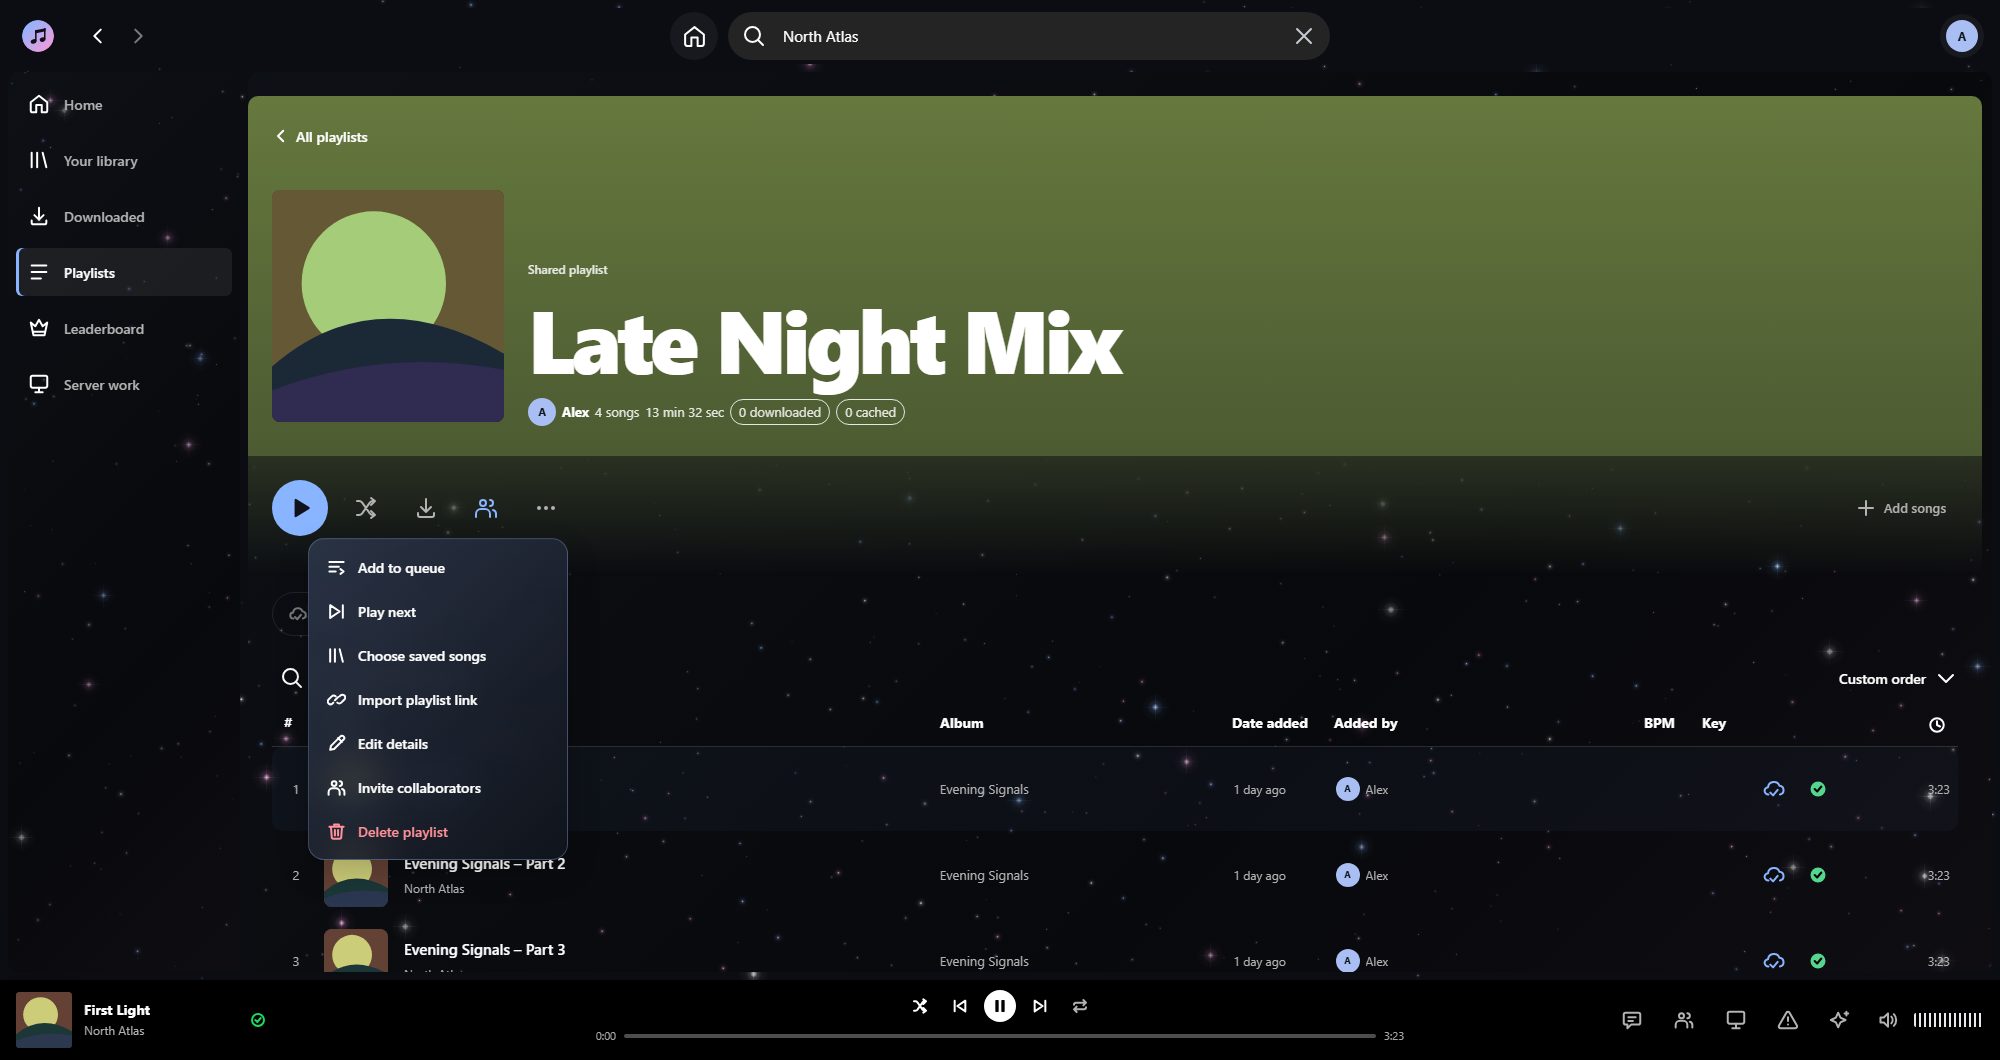 North Atlas
A
Home
Your library
Downloaded
Playlists
Leaderboard
Server work
All playlists
Shared playlist
Late Night Mix
A Alex 4 songs 13 min 32 sec 0 downloaded 0 cached
Add songs
Add to queue
Play next
Choose saved songs
Import playlist link
Edit details
Invite collaborators
Delete playlist
Custom order
# Album Date added Added by BPM Key
1 Evening Signals 1 day ago A Alex 3:23
2 Evening Signals – Part 2 Evening Signals 1 day ago A Alex 3:23
North Atlas
3 Evening Signals – Part 3 Evening Signals 1 day ago A Alex 3:23
First Light
North Atlas
0:00 3:23